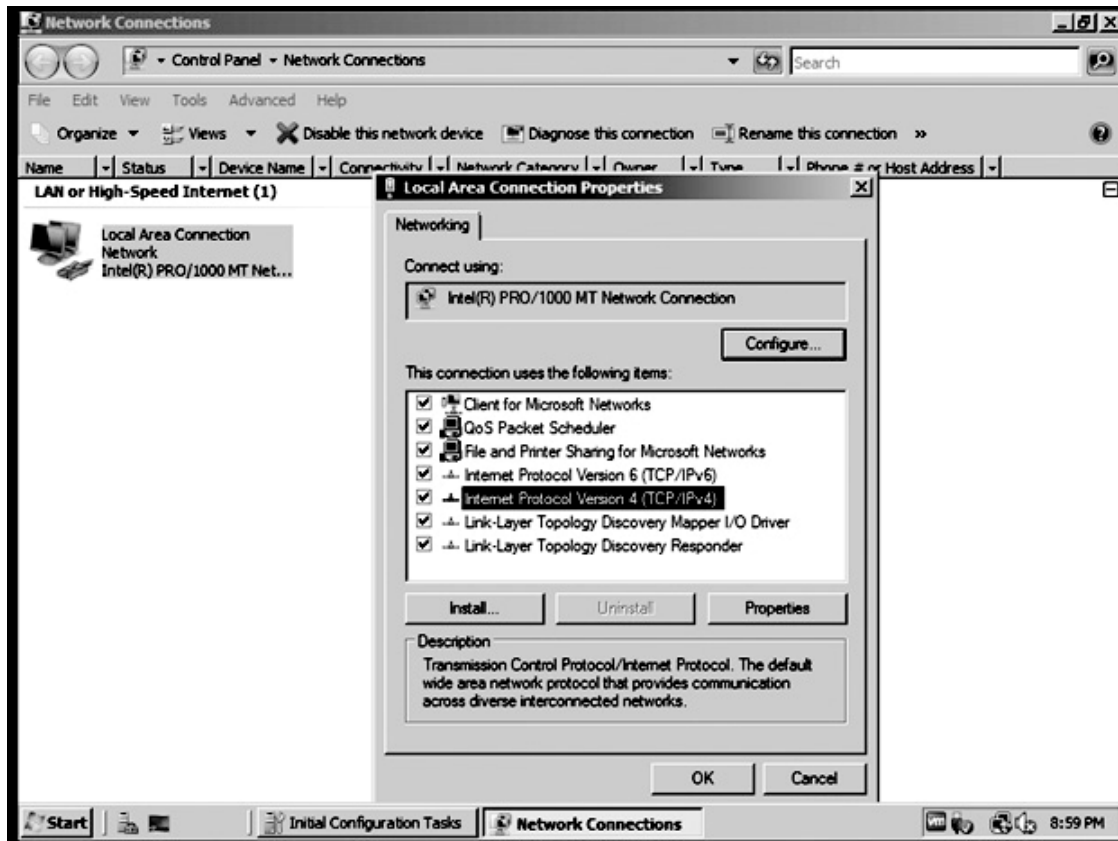 Network Connections
Control Panel Network Connections
Search
File Edit View Tools Advanced Help
Organize Views Disable this network device Diagnose this connection Rename this connection »
Name Status Device Name Connectivity Network Category Owner Type Phone # or Host Address
LAN or High-Speed Internet (1)
Local Area Connection
Network
Intel(R) PRO/1000 MT Net...
Local Area Connection Properties
Networking
Connect using:
Intel(R) PRO/1000 MT Network Connection
Configure...
This connection uses the following items:
Client for Microsoft Networks
QoS Packet Scheduler
File and Printer Sharing for Microsoft Networks
Internet Protocol Version 6 (TCP/IPv6)
Internet Protocol Version 4 (TCP/IPv4)
Link-Layer Topology Discovery Mapper I/O Driver
Link-Layer Topology Discovery Responder
Install... Uninstall Properties
Description
Transmission Control Protocol/Internet Protocol. The default
wide area network protocol that provides communication
across diverse interconnected networks.
OK Cancel
Start Initial Configuration Tasks Network Connections vm 8:59 PM